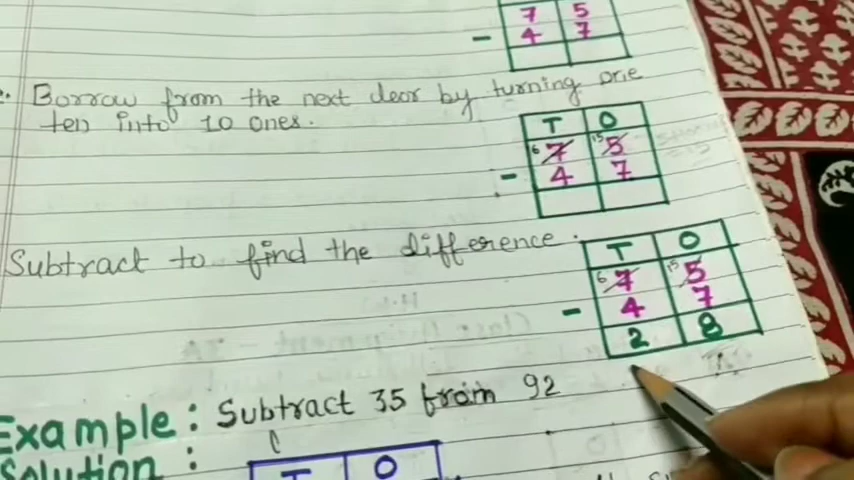 7 5
- 4 7
Borrow from the next door by turning one
ten into 10 ones.
T O
6 7 15 5
- 4 7
Subtract to find the difference.
T O
6 7 15 5
- 4 7
2 8
Example: Subtract 35 from 92
Solution :
T O